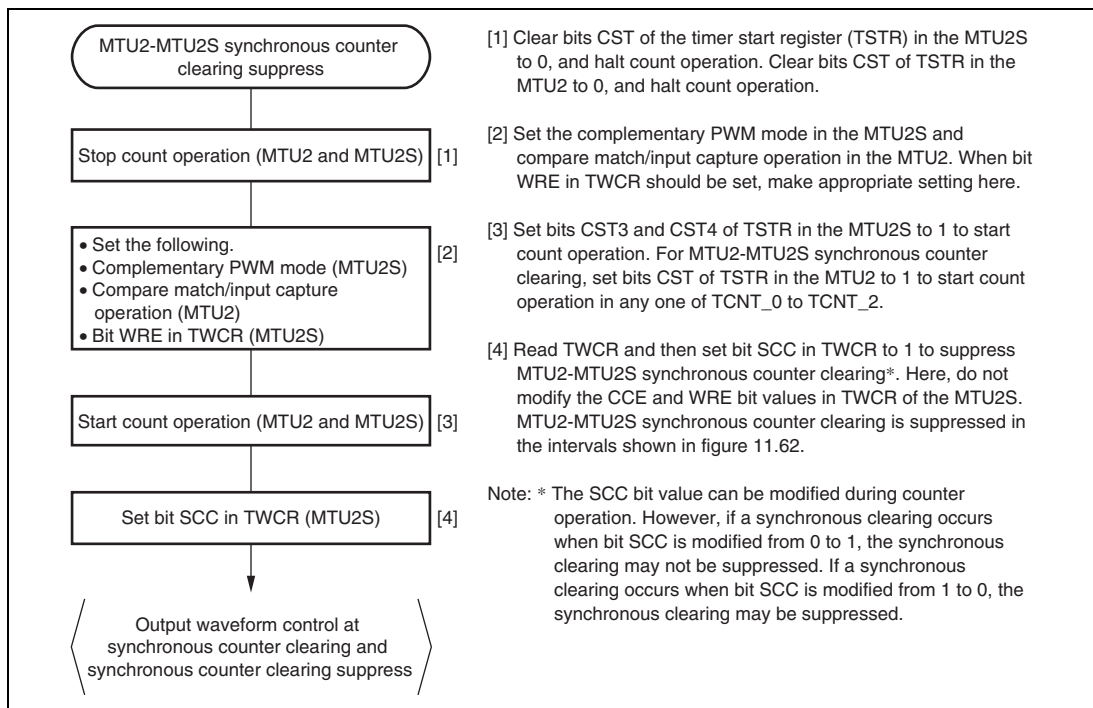 MTU2-MTU2S synchronous counter
clearing suppress
Stop count operation (MTU2 and MTU2S) [1]
• Set the following. [2]
• Complementary PWM mode (MTU2S)
• Compare match/input capture
operation (MTU2)
• Bit WRE in TWCR (MTU2S)
Start count operation (MTU2 and MTU2S) [3]
Set bit SCC in TWCR (MTU2S) [4]
Output waveform control at
synchronous counter clearing and
synchronous counter clearing suppress
[1] Clear bits CST of the timer start register (TSTR) in the MTU2S
to 0, and halt count operation. Clear bits CST of TSTR in the
MTU2 to 0, and halt count operation.
[2] Set the complementary PWM mode in the MTU2S and
compare match/input capture operation in the MTU2. When bit
WRE in TWCR should be set, make appropriate setting here.
[3] Set bits CST3 and CST4 of TSTR in the MTU2S to 1 to start
count operation. For MTU2-MTU2S synchronous counter
clearing, set bits CST of TSTR in the MTU2 to 1 to start count
operation in any one of TCNT_0 to TCNT_2.
[4] Read TWCR and then set bit SCC in TWCR to 1 to suppress
MTU2-MTU2S synchronous counter clearing*. Here, do not
modify the CCE and WRE bit values in TWCR of the MTU2S.
MTU2-MTU2S synchronous counter clearing is suppressed in
the intervals shown in figure 11.62.
Note: * The SCC bit value can be modified during counter
operation. However, if a synchronous clearing occurs
when bit SCC is modified from 0 to 1, the synchronous
clearing may not be suppressed. If a synchronous
clearing occurs when bit SCC is modified from 1 to 0, the
synchronous clearing may be suppressed.